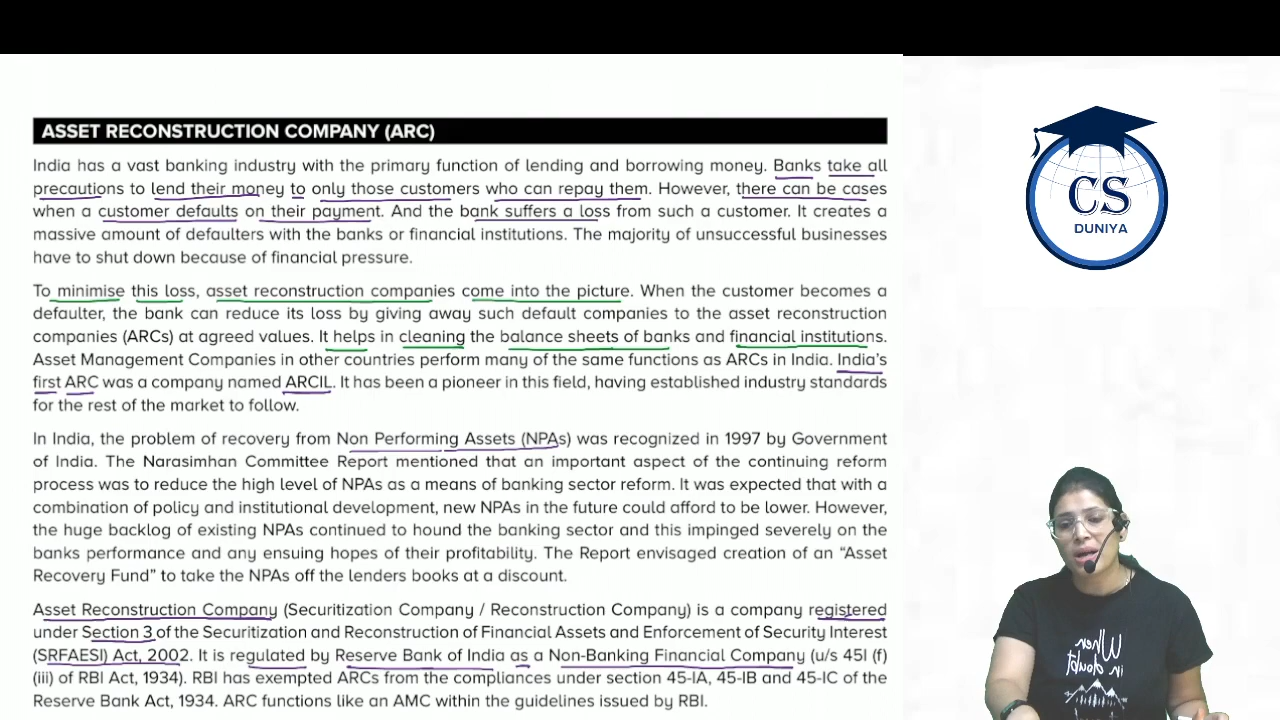 ASSET RECONSTRUCTION COMPANY (ARC)
India has a vast banking industry with the primary function of lending and borrowing money. Banks take all
precautions to lend their money to only those customers who can repay them. However, there can be cases
when a customer defaults on their payment. And the bank suffers a loss from such a customer. It creates a
massive amount of defaulters with the banks or financial institutions. The majority of unsuccessful businesses
have to shut down because of financial pressure.
To minimise this loss, asset reconstruction companies come into the picture. When the customer becomes a
defaulter, the bank can reduce its loss by giving away such default companies to the asset reconstruction
companies (ARCs) at agreed values. It helps in cleaning the balance sheets of banks and financial institutions.
Asset Management Companies in other countries perform many of the same functions as ARCs in India. India's
first ARC was a company named ARCIL. It has been a pioneer in this field, having established industry standards
for the rest of the market to follow.
In India, the problem of recovery from Non Performing Assets (NPAs) was recognized in 1997 by Government
of India. The Narasimhan Committee Report mentioned that an important aspect of the continuing reform
process was to reduce the high level of NPAs as a means of banking sector reform. It was expected that with a
combination of policy and institutional development, new NPAs in the future could afford to be lower. However,
the huge backlog of existing NPAs continued to hound the banking sector and this impinged severely on the
banks performance and any ensuing hopes of their profitability. The Report envisaged creation of an "Asset
Recovery Fund" to take the NPAs off the lenders books at a discount.
Asset Reconstruction Company (Securitization Company / Reconstruction Company) is a company registered
under Section 3 of the Securitization and Reconstruction of Financial Assets and Enforcement of Security Interest
(SRFAESI) Act, 2002. It is regulated by Reserve Bank of India as a Non-Banking Financial Company (u/s 45I (f)
(iii) of RBI Act, 1934). RBI has exempted ARCs from the compliances under section 45-IA, 45-IB and 45-IC of the
Reserve Bank Act, 1934. ARC functions like an AMC within the guidelines issued by RBI.
CS
DUNIYA
When
in doubt